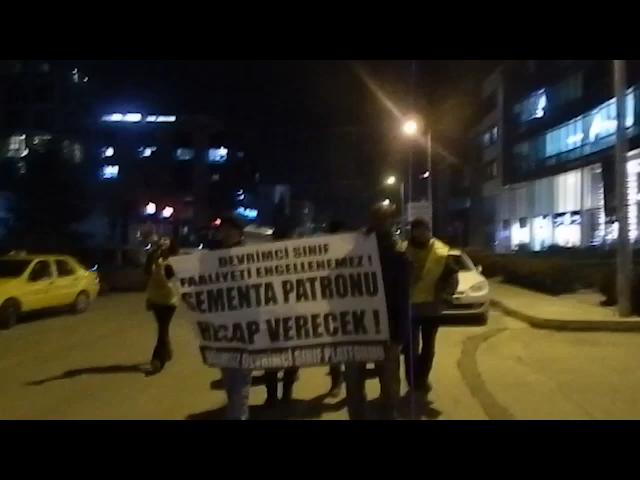 DEVRİMCİ SINIF
FAALİYETİ ENGELLENEMEZ !
SEMENTA PATRONU
HESAP VERECEK !
DEVRİMCİ SINIF PLATFORMU